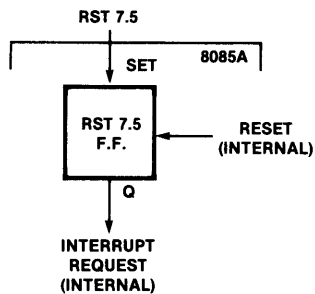 RST 7.5
8085A
SET
RST 7.5
F.F.
RESET
(INTERNAL)
Q
INTERRUPT
REQUEST
(INTERNAL)